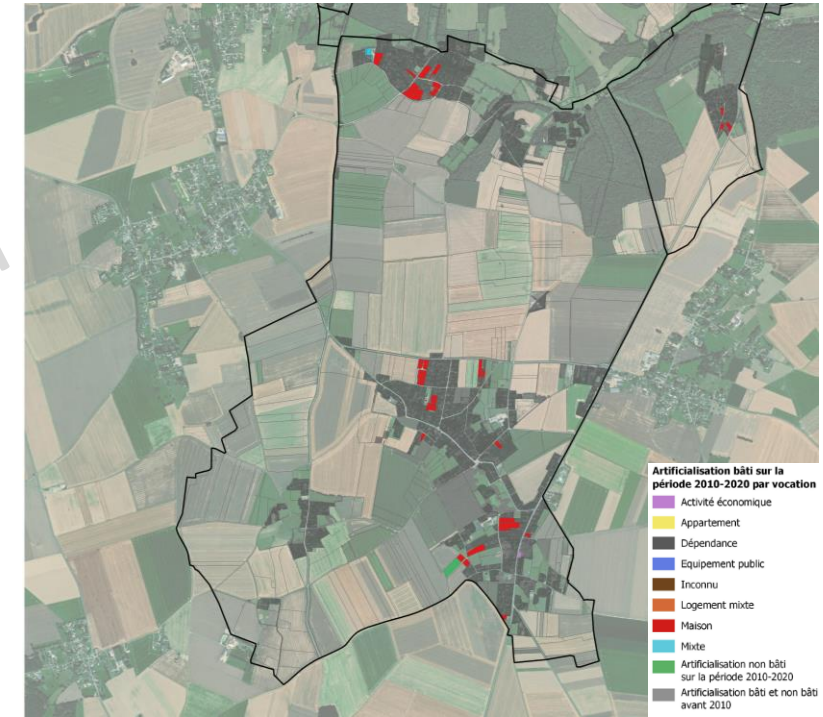 Artificialisation bâti sur la
période 2010-2020 par vocation
Activité économique
Appartement
Dépendance
Equipement public
Inconnu
Logement mixte
Maison
Mixte
Artificialisation non bâti
sur la période 2010-2020
Artificialisation bâti et non bâti
avant 2010